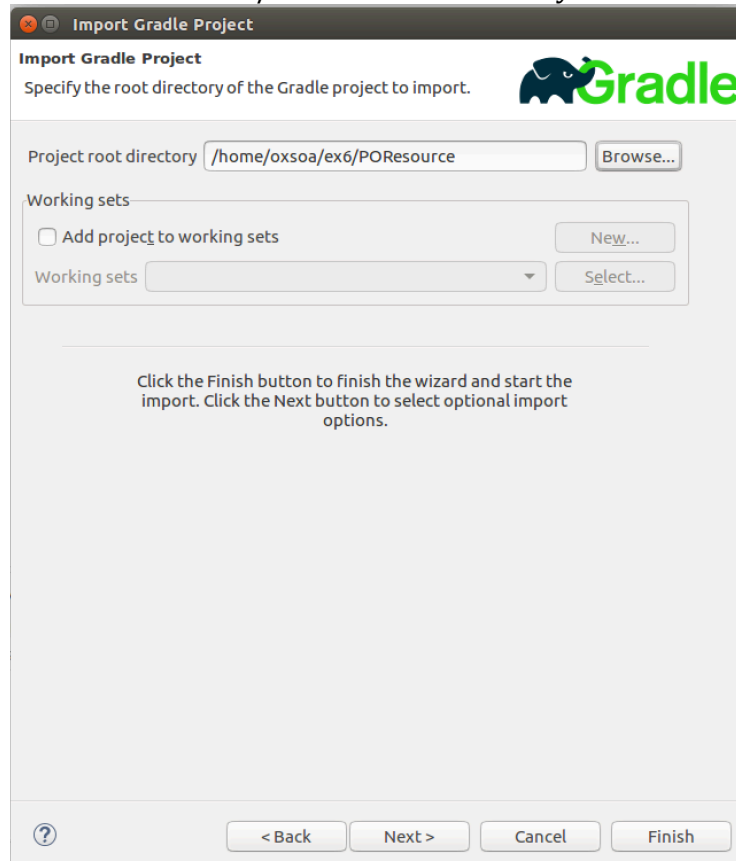 Import Gradle Project
Import Gradle Project
Specify the root directory of the Gradle project to import.
Gradle
Project root directory /home/oxsoa/ex6/POResource Browse...
Working sets
Add project to working sets New...
Working sets Select...
Click the Finish button to finish the wizard and start the
import. Click the Next button to select optional import
options.
?
< Back Next > Cancel Finish